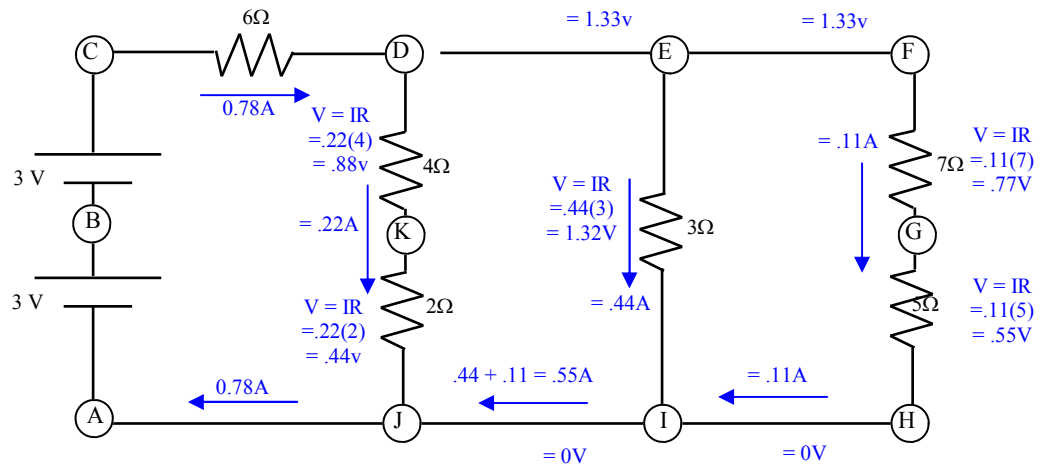 6Ω
= 1.33v
= 1.33v
C
D
E
F
0.78A
V = IR
=.22(4)
= .88v
4Ω
=.11A
7Ω
V = IR
=.11(7)
= .77V
3 V
B
= .22A
K
V = IR
=.44(3)
= 1.32V
3Ω
G
3 V
V = IR
=.22(2)
= .44v
2Ω
= .44A
5Ω
V = IR
=.11(5)
= .55V
0.78A
.44 + .11 = .55A
= .11A
A
J
I
H
= 0V
= 0V